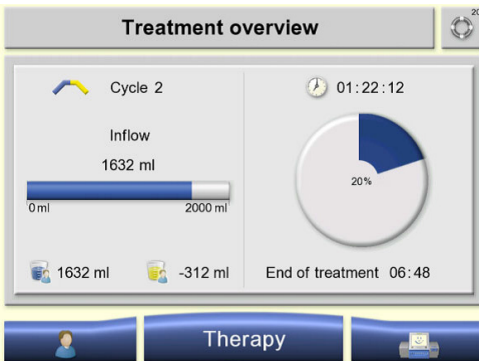 Treatment overview
20
Cycle 2
01:22:12
Inflow
1632 ml
0 ml
2000 ml
20%
1632 ml
-312 ml
End of treatment 06:48
Therapy